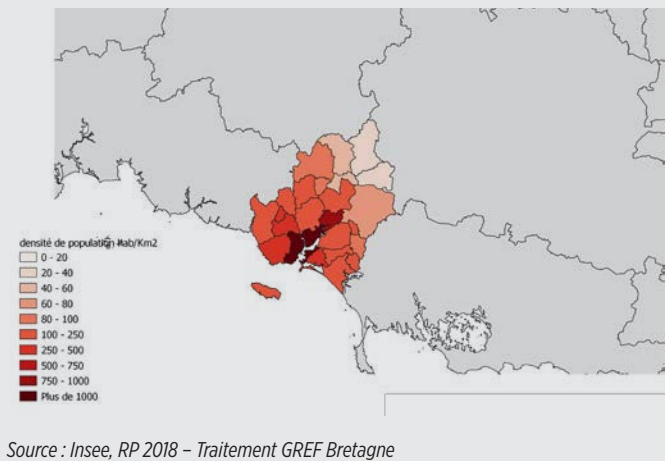 densité de population Hab/Km2
0 - 20
20 - 40
40 - 60
60 - 80
80 - 100
100 - 250
250 - 500
500 - 750
750 - 1000
Plus de 1000
Source : Insee, RP 2018 – Traitement GREF Bretagne